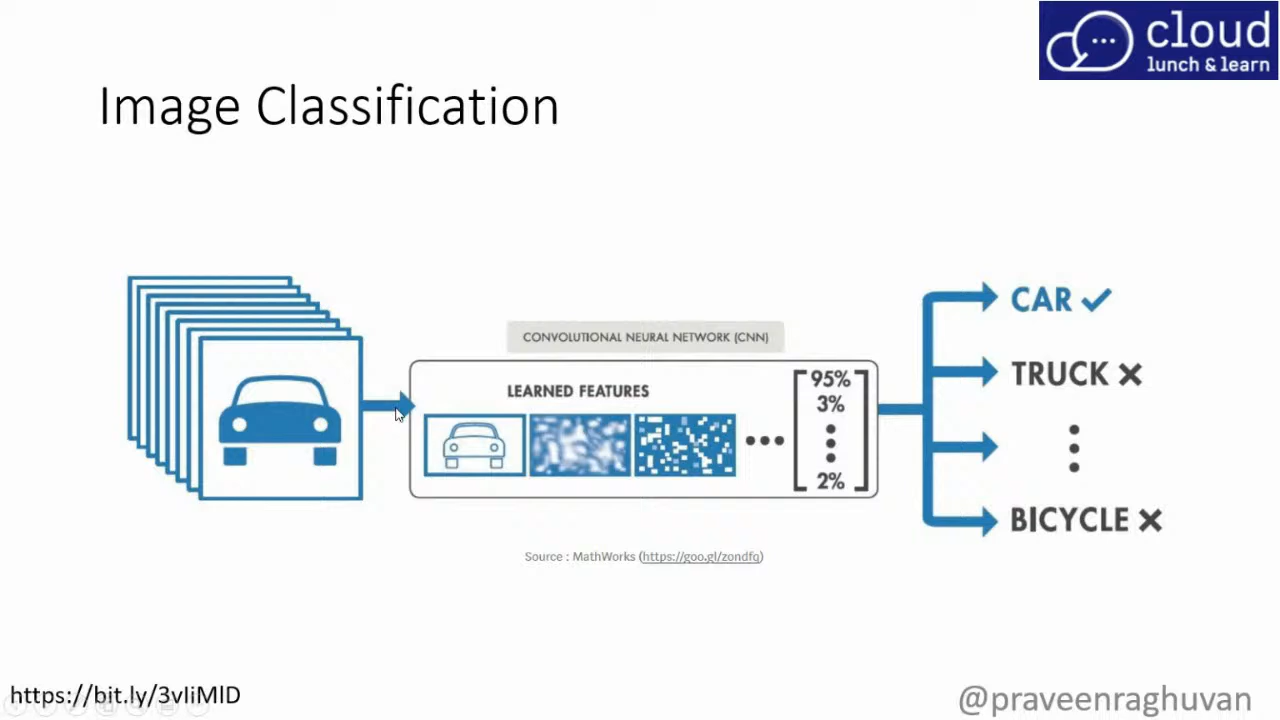 cloud
lunch & learn
Image Classification
CONVOLUTIONAL NEURAL NETWORK (CNN)
LEARNED FEATURES
95%
3%
2%
CAR
TRUCK
BICYCLE
Source : MathWorks (https://goo.gl/zondfq)
https://bit.ly/3vIiMlD
@praveenraghuvan